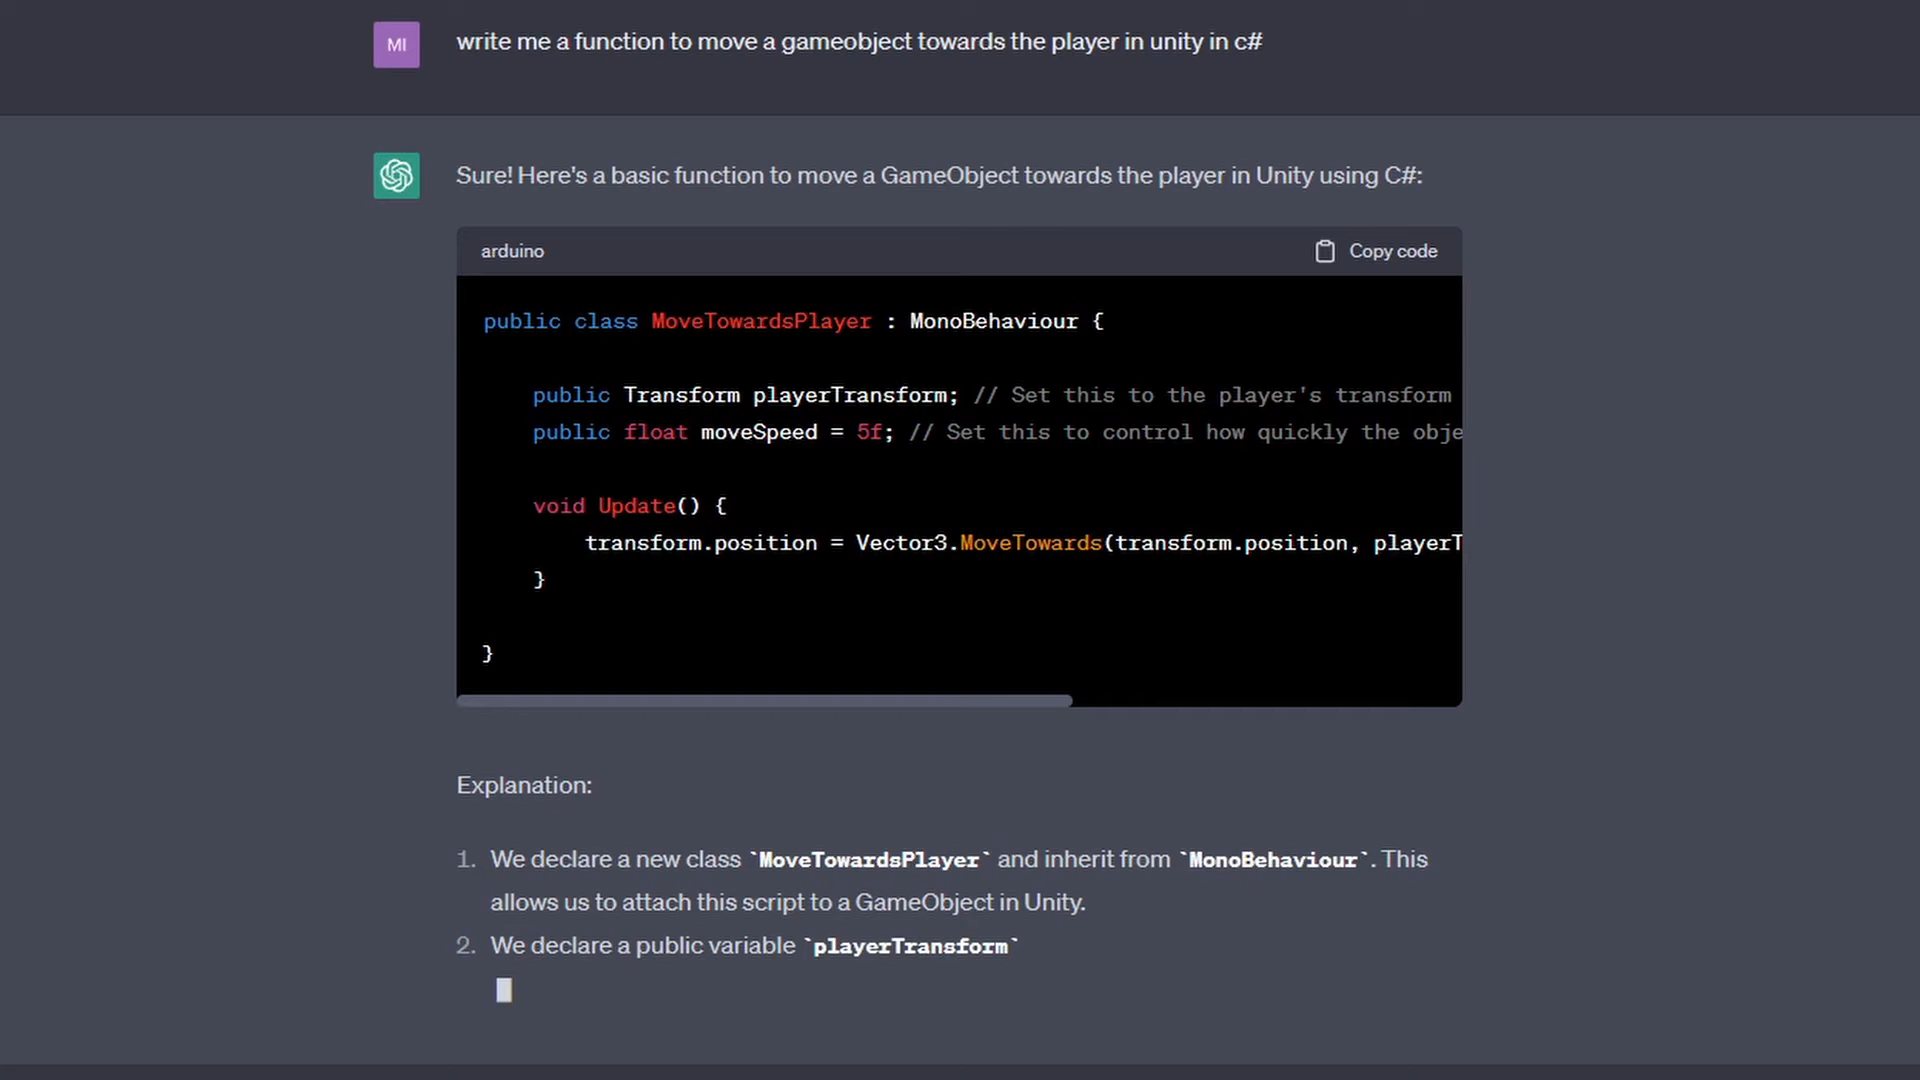 MI
write me a function to move a gameobject towards the player in unity in c#
Sure! Here's a basic function to move a GameObject towards the player in Unity using C#:
arduino
Copy code
public class MoveTowardsPlayer : MonoBehaviour {
public Transform playerTransform; // Set this to the player's transform
public float moveSpeed = 5f; // Set this to control how quickly the obje
void Update() {
transform.position = Vector3.MoveTowards(transform.position, playerT
}
}
Explanation:
1. We declare a new class `MoveTowardsPlayer` and inherit from `MonoBehaviour`. This
allows us to attach this script to a GameObject in Unity.
2. We declare a public variable `playerTransform`